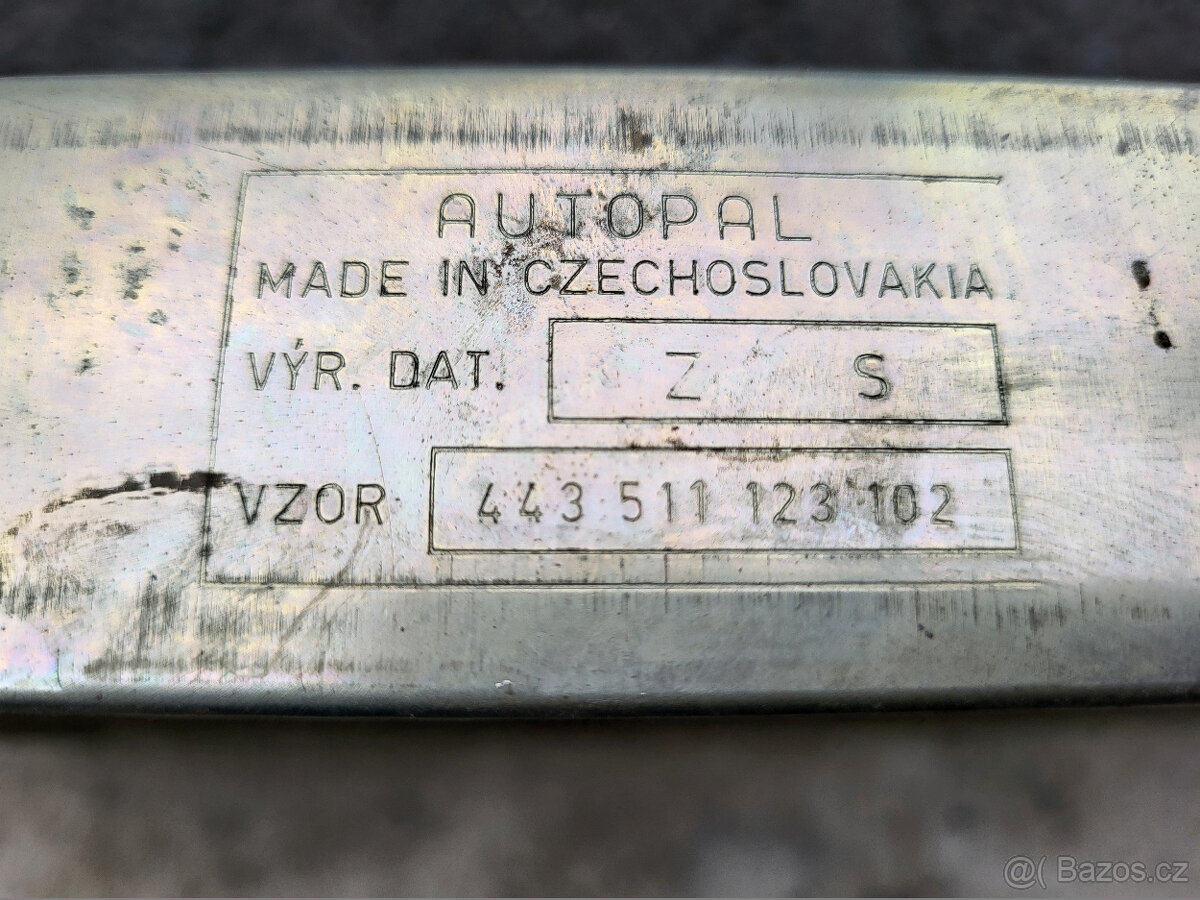 AUTOPAL
MADE IN CZECHOSLOVAKIA
VÝR. DAT. Z S
VZOR 443 511 123 102
@( Bazos.cz